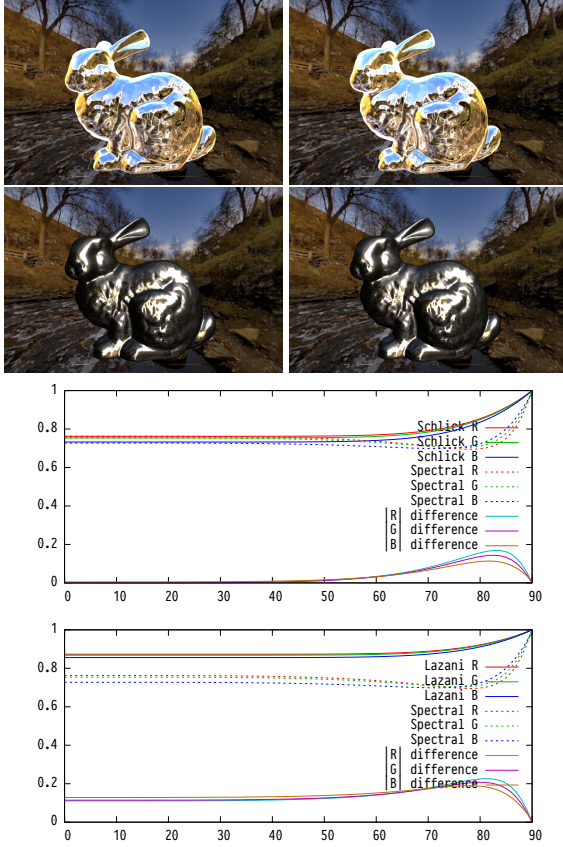 1
0.8
0.6
0.4
0.2
0
Schlick R
Schlick G
Schlick B
Spectral R
Spectral G
Spectral B
|R| difference
|G| difference
|B| difference
0 10 20 30 40 50 60 70 80 90
1
0.8
0.6
0.4
0.2
0
Lazani R
Lazani G
Lazani B
Spectral R
Spectral G
Spectral B
|R| difference
|G| difference
|B| difference
0 10 20 30 40 50 60 70 80 90